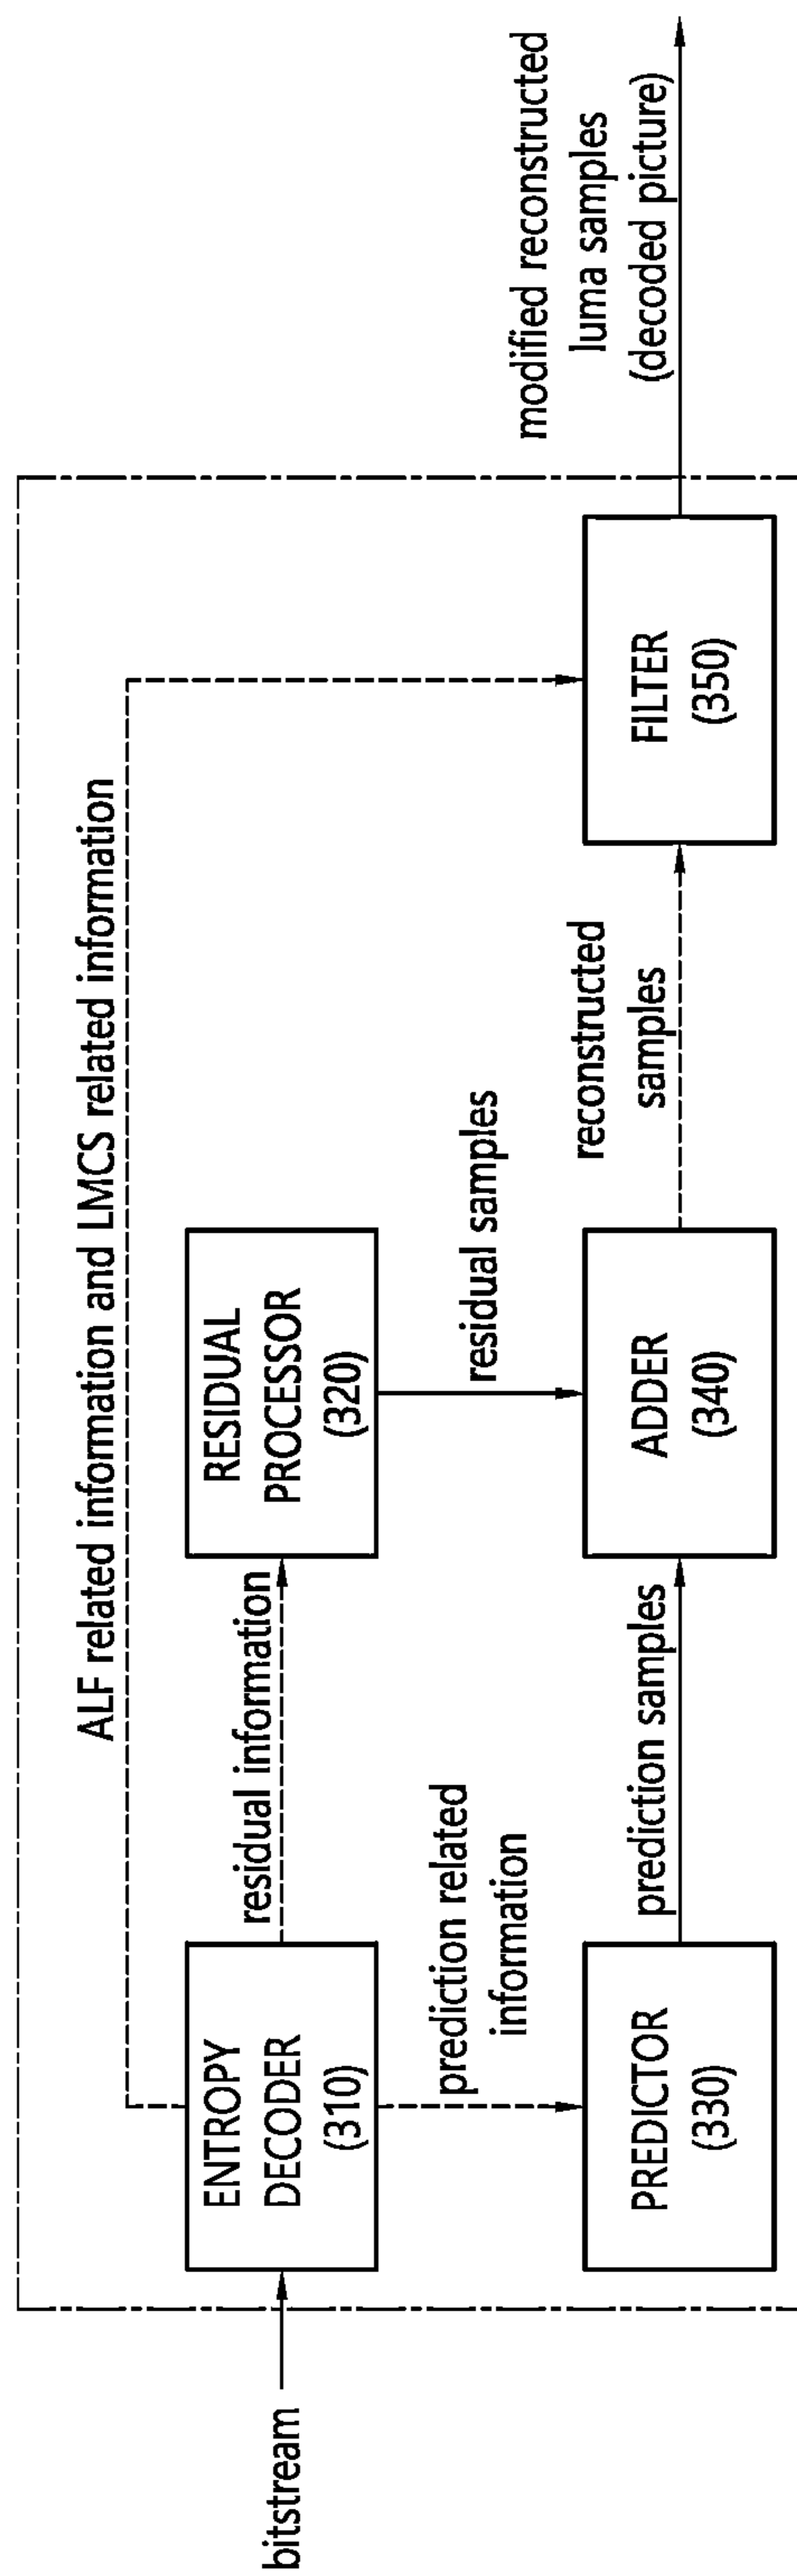 ALF related information and LMCS related information
bitstream
ENTROPY
DECODER
(310)
residual information
RESIDUAL
PROCESSOR
(320)
prediction related
information
residual samples
PREDICTOR
(330)
prediction samples
ADDER
(340)
reconstructed
samples
FILTER
(350)
modified reconstructed
luma samples
(decoded picture)